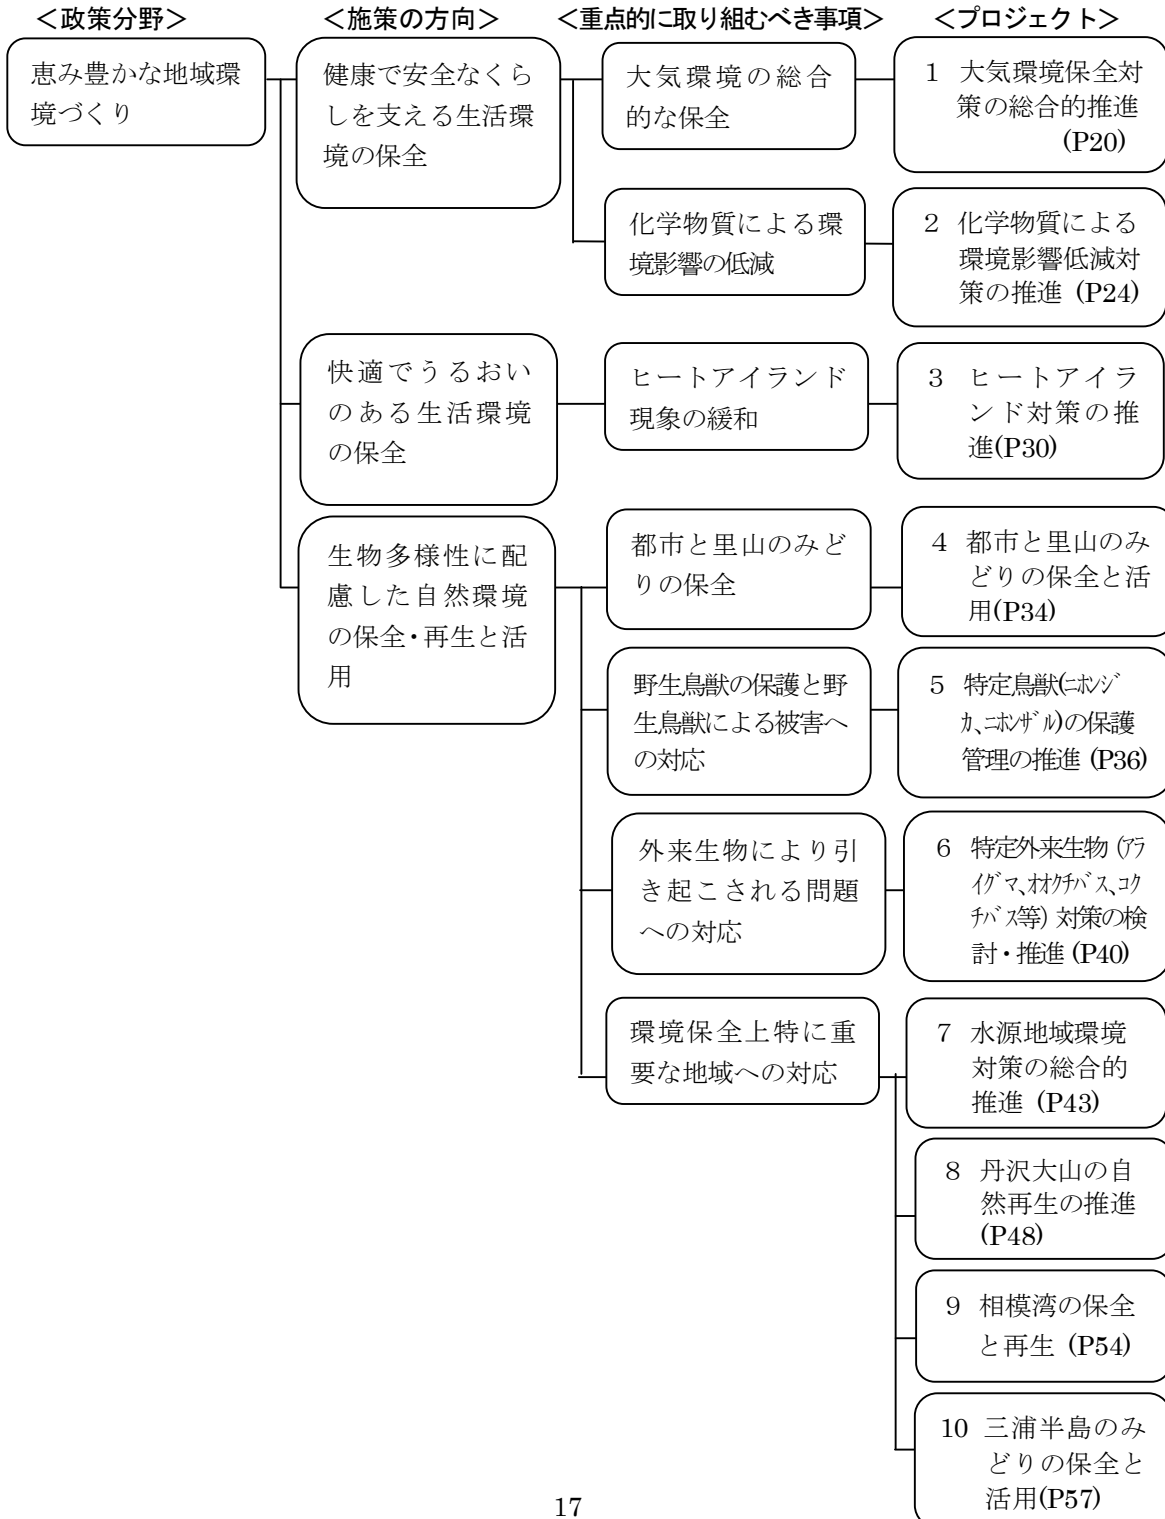 ＜政策分野＞
＜施策の方向＞
＜重点的に取り組むべき事項＞
＜プロジェクト＞
恵み豊かな地域環
境づくり
健康で安全なくら
しを支える生活環
境の保全
大気環境の総合
的な保全
1 大気環境保全対
策の総合的推進
(P20)
化学物質による環
境影響の低減
2 化学物質による
環境影響低減対
策の推進 (P24)
快適でうるおい
のある生活環境
の保全
ヒートアイランド
現象の緩和
3 ヒートアイラ
ンド対策の推
進(P30)
生物多様性に配
慮した自然環境
の保全・再生と活
用
都市と里山のみど
りの保全
4 都市と里山のみ
どりの保全と活
用(P34)
野生鳥獣の保護と野
生鳥獣による被害へ
の対応
5 特定鳥獣(ﾆﾎﾝｼﾞ
ｶ、ﾆﾎﾝｻﾞﾙ)の保護
管理の推進 (P36)
外来生物により引
き起こされる問題
への対応
6 特定外来生物 (ｱﾗ
ｲｸﾞﾏ、ｵｵｸﾁﾊﾞｽ、ｺｸ
ﾁﾊﾞｽ等) 対策の検
討・推進 (P40)
環境保全上特に重
要な地域への対応
7 水源地域環境
対策の総合的
推進 (P43)
8 丹沢大山の自
然再生の推進
(P48)
9 相模湾の保全
と再生 (P54)
10 三浦半島のみ
どりの保全と
活用(P57)
17